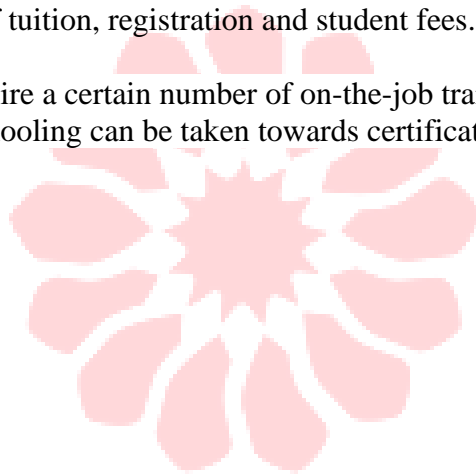 tuition, registration and student fees.
ire a certain number of on-the-job tra
ooling can be taken towards certificat